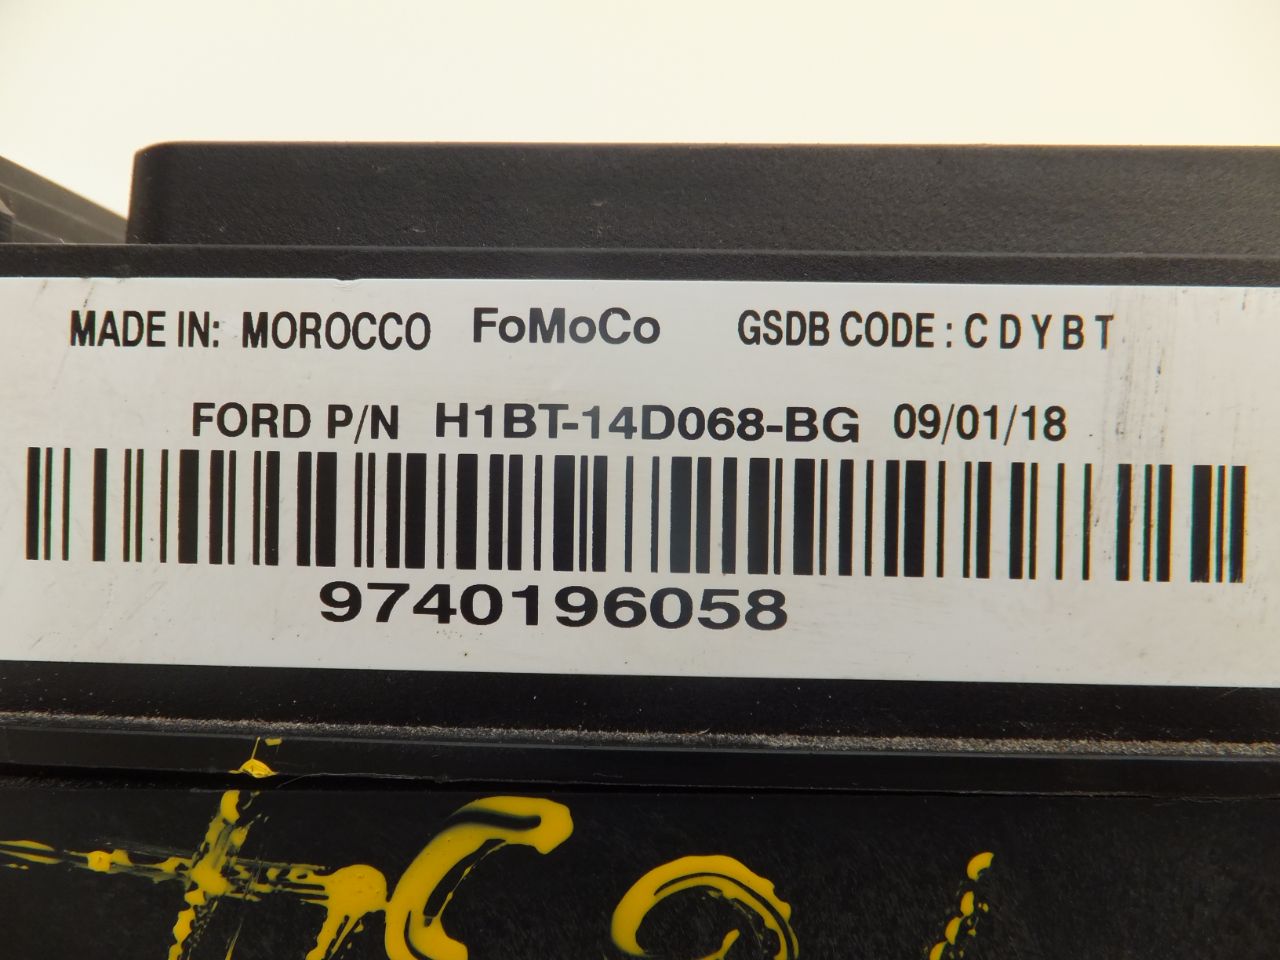 MADE IN: MOROCCO FoMoCo GSDB CODE : C D Y B T
FORD P/N H1BT-14D068-BG 09/01/18
9740196058